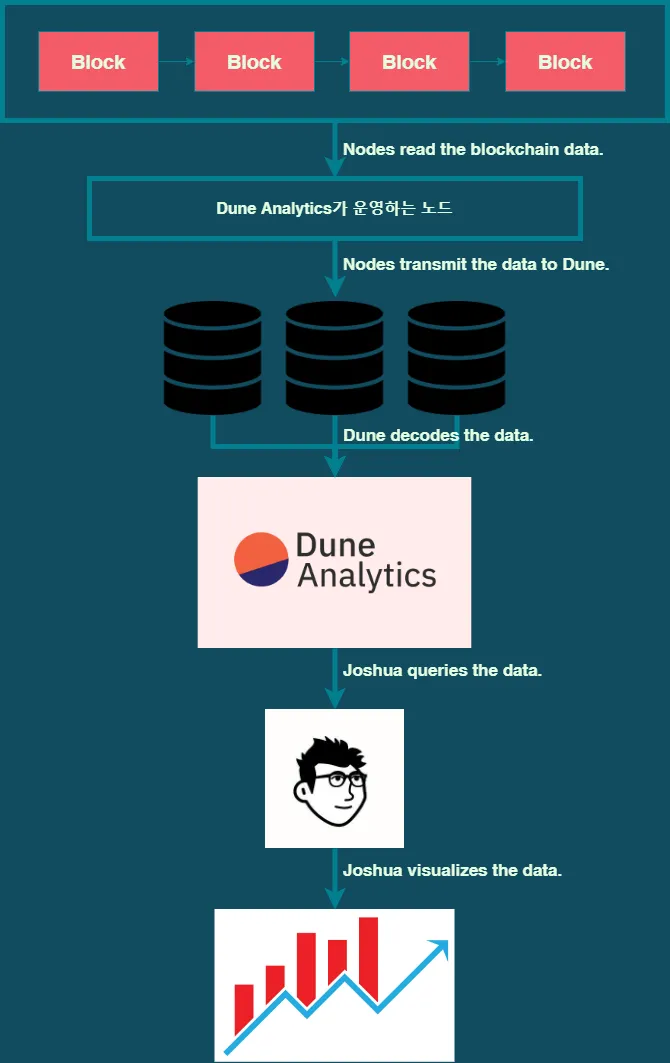 Block
Block
Block
Block
Nodes read the blockchain data.
Dune Analytics가 운영하는 노드
Nodes transmit the data to Dune.
Dune decodes the data.
Dune
Analytics
Joshua queries the data.
Joshua visualizes the data.